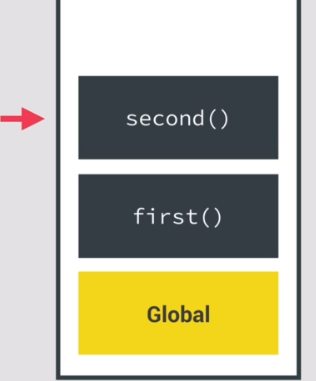 second()
first()
Global